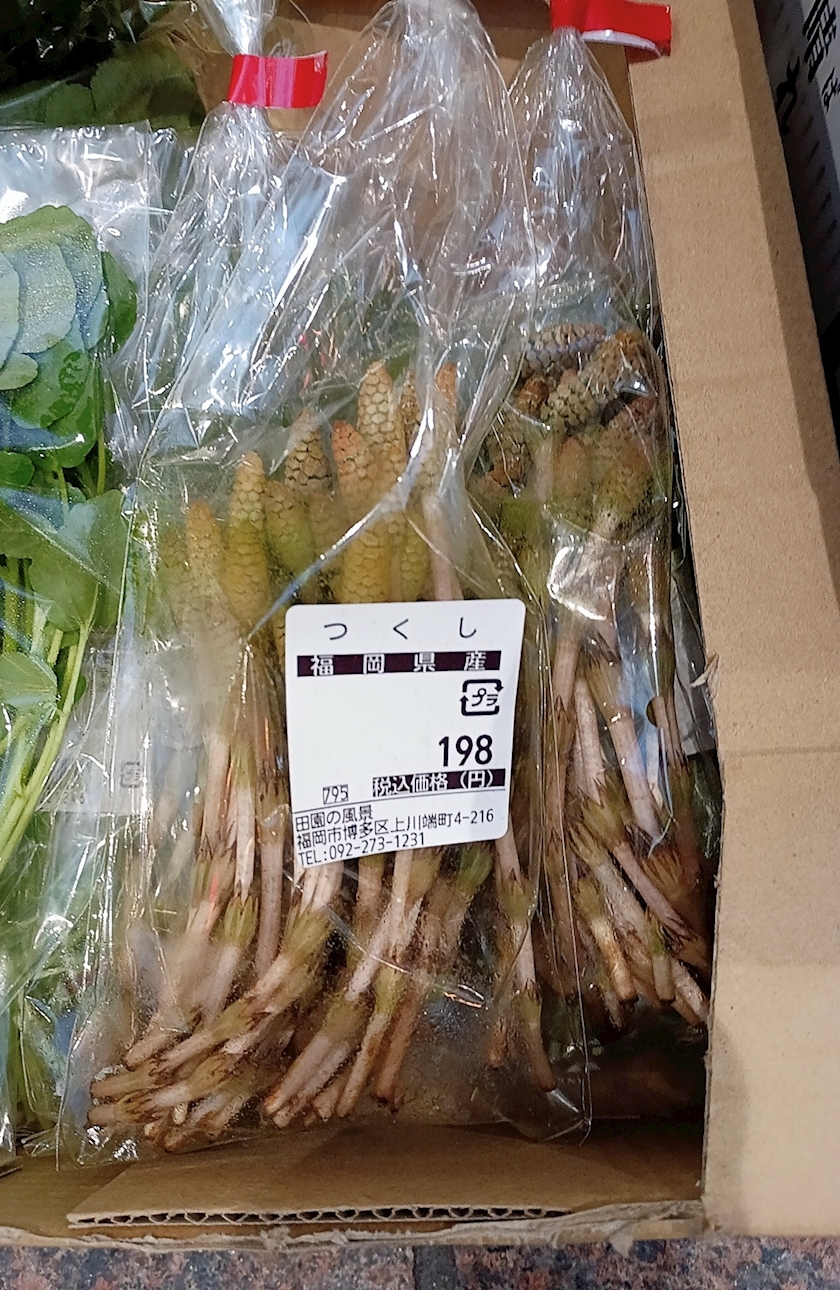 つくし
福岡県産
プラ
198
795 税込価格(円)
田園の風景
福岡市博多区上川端町4-216
TEL:092-273-1231